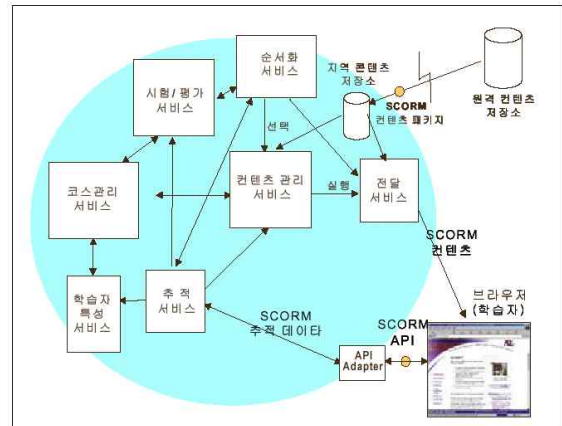 순서화
서비스
시험/평가
서비스
지역 콘텐츠
저장소
SCORM
컨텐츠 패키지
원격 컨텐츠
저장소
선택
코스관리
서비스
컨텐츠 관리
서비스
실행
전달
서비스
SCORM
컨텐츠
학습자
특성
서비스
추적
서비스
SCORM
추적 데이타
SCORM
API
브라우저
(학습자)
API
Adapter